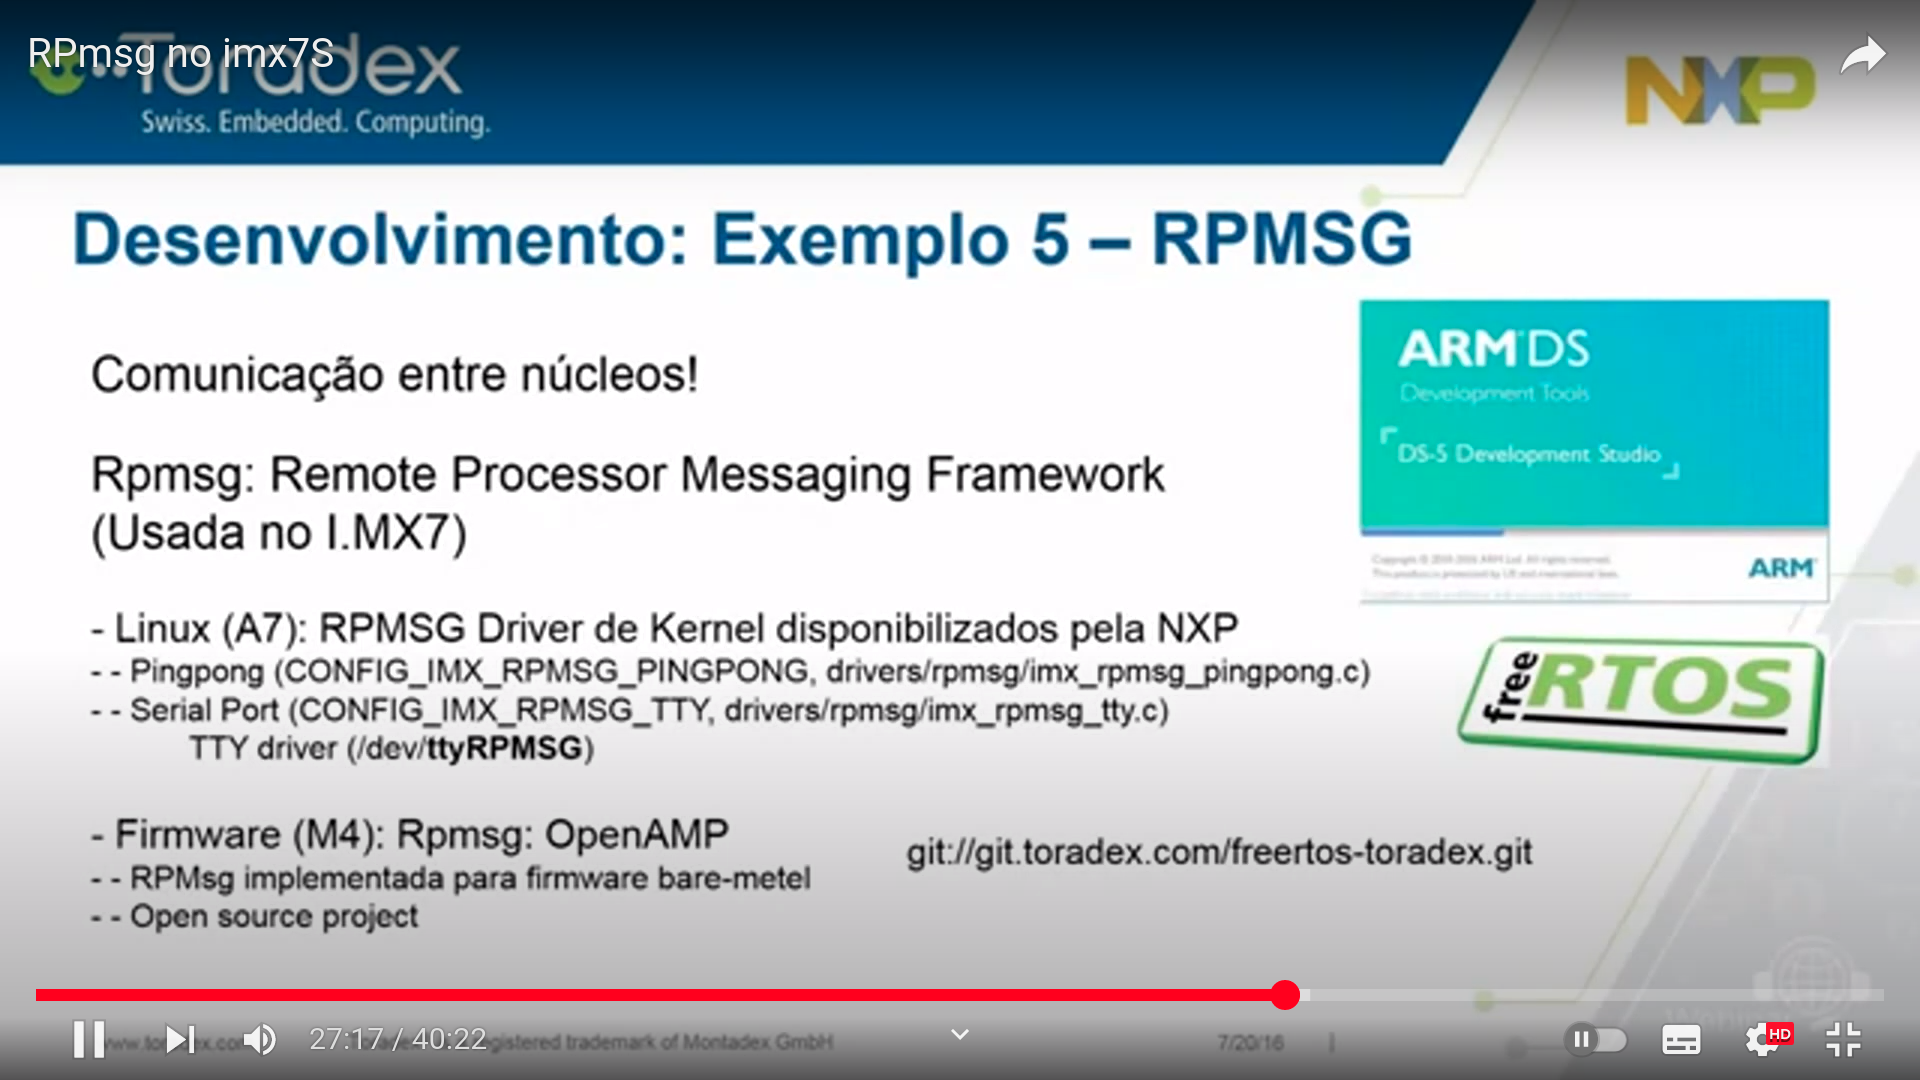 RPmsg no imx7S
Toradex
Swiss. Embedded. Computing.
NXP
Desenvolvimento: Exemplo 5 – RPMSG
Comunicação entre núcleos!
Rpmsg: Remote Processor Messaging Framework
(Usada no I.MX7)
ARM DS
Development Tools
DS-5 Development Studio
ARM
- Linux (A7): RPMSG Driver de Kernel disponibilizados pela NXP
- - Pingpong (CONFIG_IMX_RPMSG_PINGPONG, drivers/rpmsg/imx_rpmsg_pingpong.c)
- - Serial Port (CONFIG_IMX_RPMSG_TTY, drivers/rpmsg/imx_rpmsg_tty.c)
TTY driver (/dev/ttyRPMSG)
free RTOS
- Firmware (M4): Rpmsg: OpenAMP
- - RPMsg implementada para firmware bare-metel
- - Open source project
git://git.toradex.com/freertos-toradex.git
27:17 / 40:22
registered trademark of Montadex GmbH
7/20/16
HD